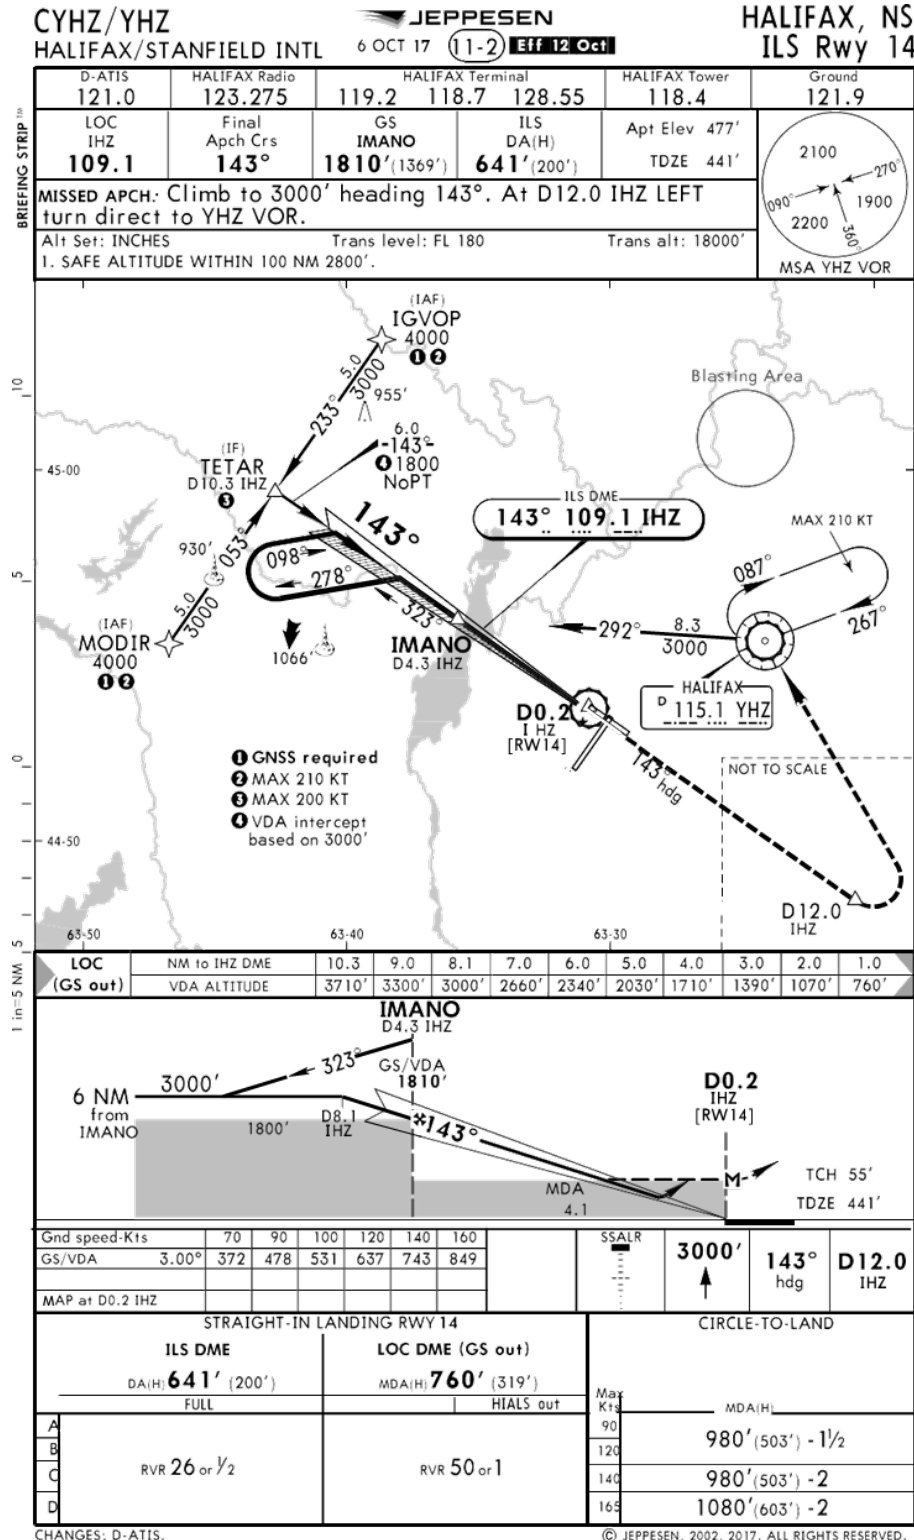 CYHZ/YHZ
HALIFAX/STANFIELD INTL
JEPPESEN
6 OCT 17 11-2 Eff 12 Oct
HALIFAX, NS
ILS Rwy 14
BRIEFING STRIP TM
D-ATIS HALIFAX Radio HALIFAX Terminal HALIFAX Tower Ground
121.0 123.275 119.2 118.7 128.55 118.4 121.9
LOC
IHZ
109.1
Final
Apch Crs
143°
GS
IMANO
1810'(1369')
ILS
DA(H)
641'(200')
Apt Elev 477'
TDZE 441'
MISSED APCH: Climb to 3000' heading 143°. At D12.0 IHZ LEFT
turn direct to YHZ VOR.
Alt Set: INCHES Trans level: FL 180 Trans alt: 18000'
1. SAFE ALTITUDE WITHIN 100 NM 2800'.
2100
270°
090°
1900
2200
360°
MSA YHZ VOR
(IAF)
IGVOP
4000
1 2
5.0
3000
233°
955'
Blasting Area
10
45-00
(IF)
TETAR
D10.3 IHZ
3
6.0
143°
4 1800
NoPT
143°
ILS DME
143° 109.1 IHZ
MAX 210 KT
930'
053°
5.0
3000
098°
278°
323°
087°
267°
5
(IAF)
MODIR
4000
1 2
1066'
IMANO
D4.3 IHZ
292° 8.3
3000
HALIFAX
D 115.1 YHZ
D0.2
I HZ
[RW14]
143° hdg
NOT TO SCALE
0
1 GNSS required
2 MAX 210 KT
3 MAX 200 KT
4 VDA intercept
based on 3000'
44-50
D12.0
IHZ
63-50 63-40 63-30
5
1 in=5 NM
LOC
(GS out)
NM to IHZ DME 10.3 9.0 8.1 7.0 6.0 5.0 4.0 3.0 2.0 1.0
VDA ALTITUDE 3710' 3300' 3000' 2660' 2340' 2030' 1710' 1390' 1070' 760'
IMANO
D4.3 IHZ
323°
GS/VDA
1810'
3000'
6 NM
from
IMANO
1800'
D8.1
IHZ
143°
D0.2
IHZ
[RW14]
M
MDA
4.1
TCH 55'
TDZE 441'
Gnd speed-Kts 70 90 100 120 140 160
GS/VDA 3.00° 372 478 531 637 743 849
MAP at D0.2 IHZ
SSALR
3000'
143°
hdg
D12.0
IHZ
STRAIGHT-IN LANDING RWY 14
CIRCLE-TO-LAND
ILS DME
LOC DME (GS out)
DA(H) 641' (200')
MDA(H) 760' (319')
FULL
HIALS out
Max
Kts
MDA(H)
A
B
C
D
RVR 26 or 1/2
RVR 50 or 1
90
120
980'(503') -1½
140 980'(503') -2
165 1080'(603') -2
CHANGES: D-ATIS.
© JEPPESEN, 2002, 2017. ALL RIGHTS RESERVED.